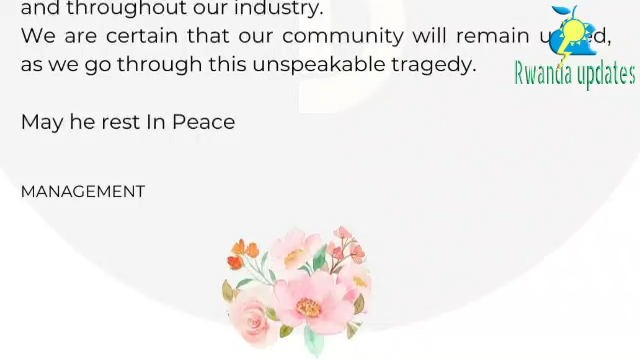 and throughout our industry.
We are certain that our community will remain
as we go through this unspeakable tragedy.
Rwanda updates
May he rest In Peace
MANAGEMENT